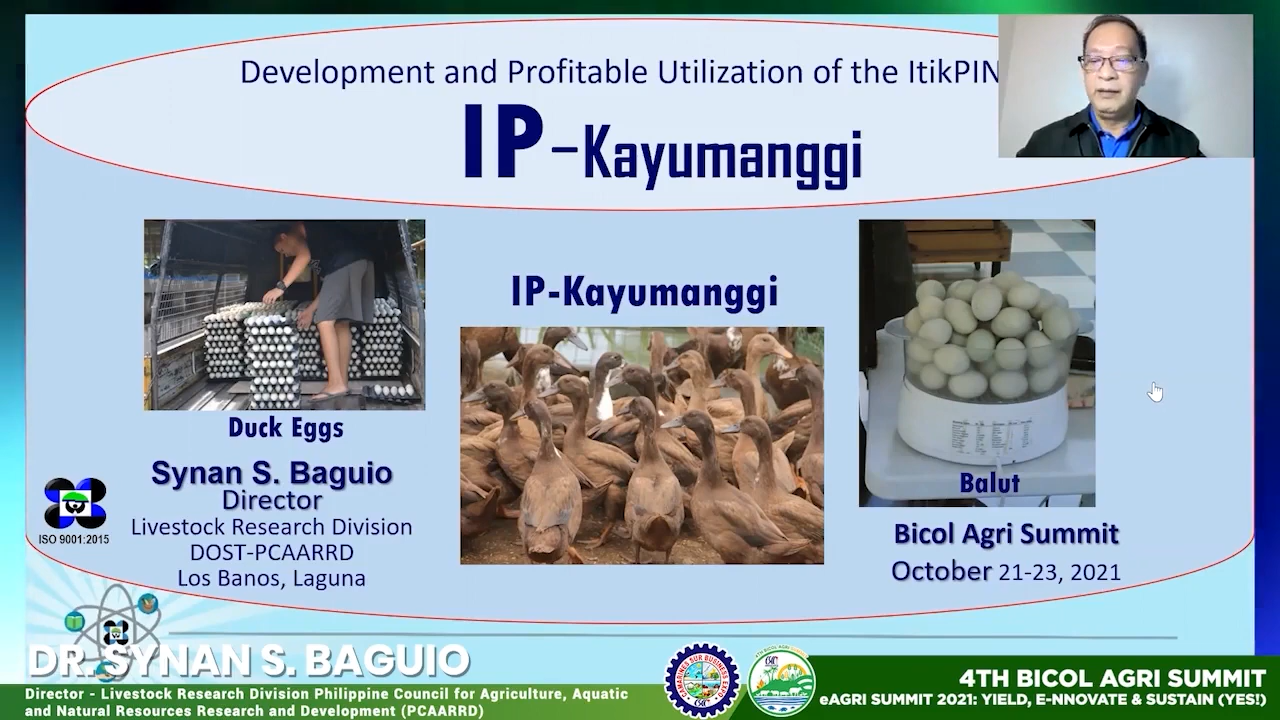 Development and Profitable Utilization of the ItikPIN
IP-Kayumanggi
IP-Kayumanggi
Duck Eggs
Balut
Synan S. Baguio
Director
Livestock Research Division
DOST-PCAARRD
Los Banos, Laguna
ISO 9001:2015
Bicol Agri Summit
October 21-23, 2021
DR. SYNAN S. BAGUIO
Director - Livestock Research Division Philippine Council for Agriculture, Aquatic
and Natural Resources Research and Development (PCAARRD)
4TH BICOL AGRI SUMMIT
eAGRI SUMMIT 2021: YIELD, E-NNOVATE & SUSTAIN (YES!)